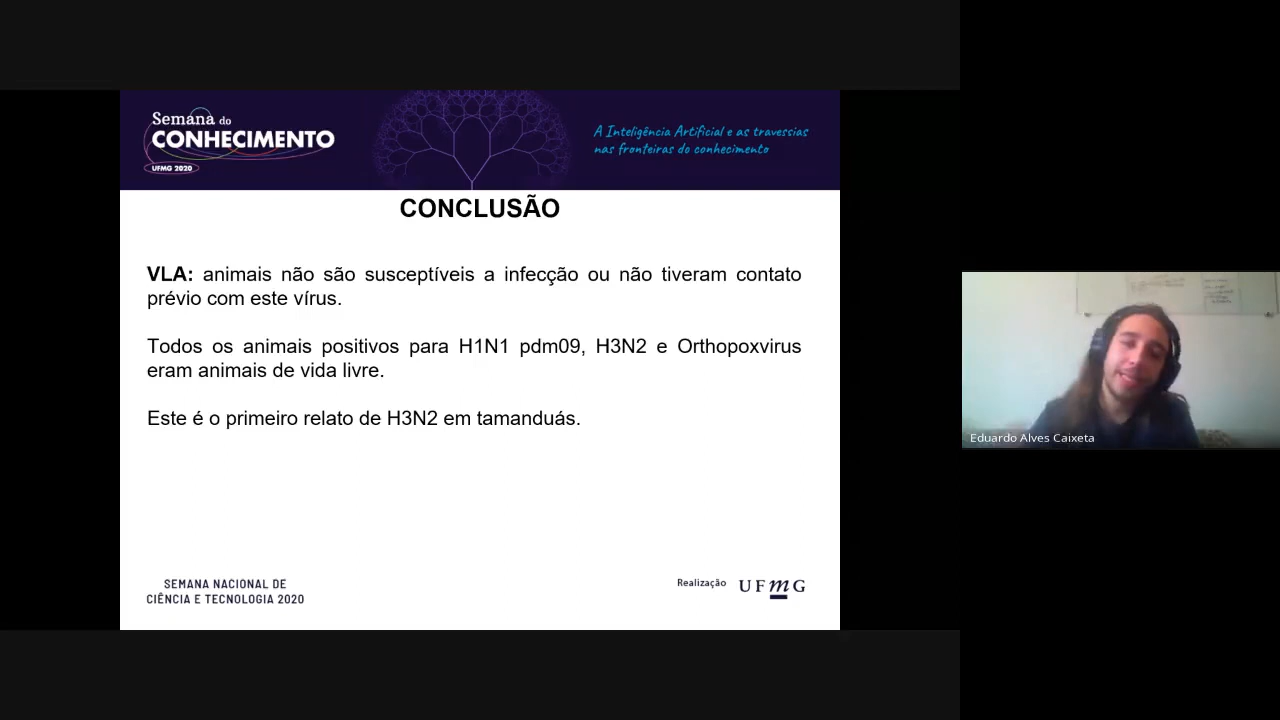 Semana do
CONHECIMENTO
UFMG 2020
A Inteligência Artificial e as travessias
nas fronteiras do conhecimento
CONCLUSÃO
VLA: animais não são susceptíveis a infecção ou não tiveram contato
prévio com este vírus.
Todos os animais positivos para H1N1 pdm09, H3N2 e Orthopoxvirus
eram animais de vida livre.
Este é o primeiro relato de H3N2 em tamanduás.
SEMANA NACIONAL DE
CIÊNCIA E TECNOLOGIA 2020
Realização
UFmG
Eduardo Alves Caixeta